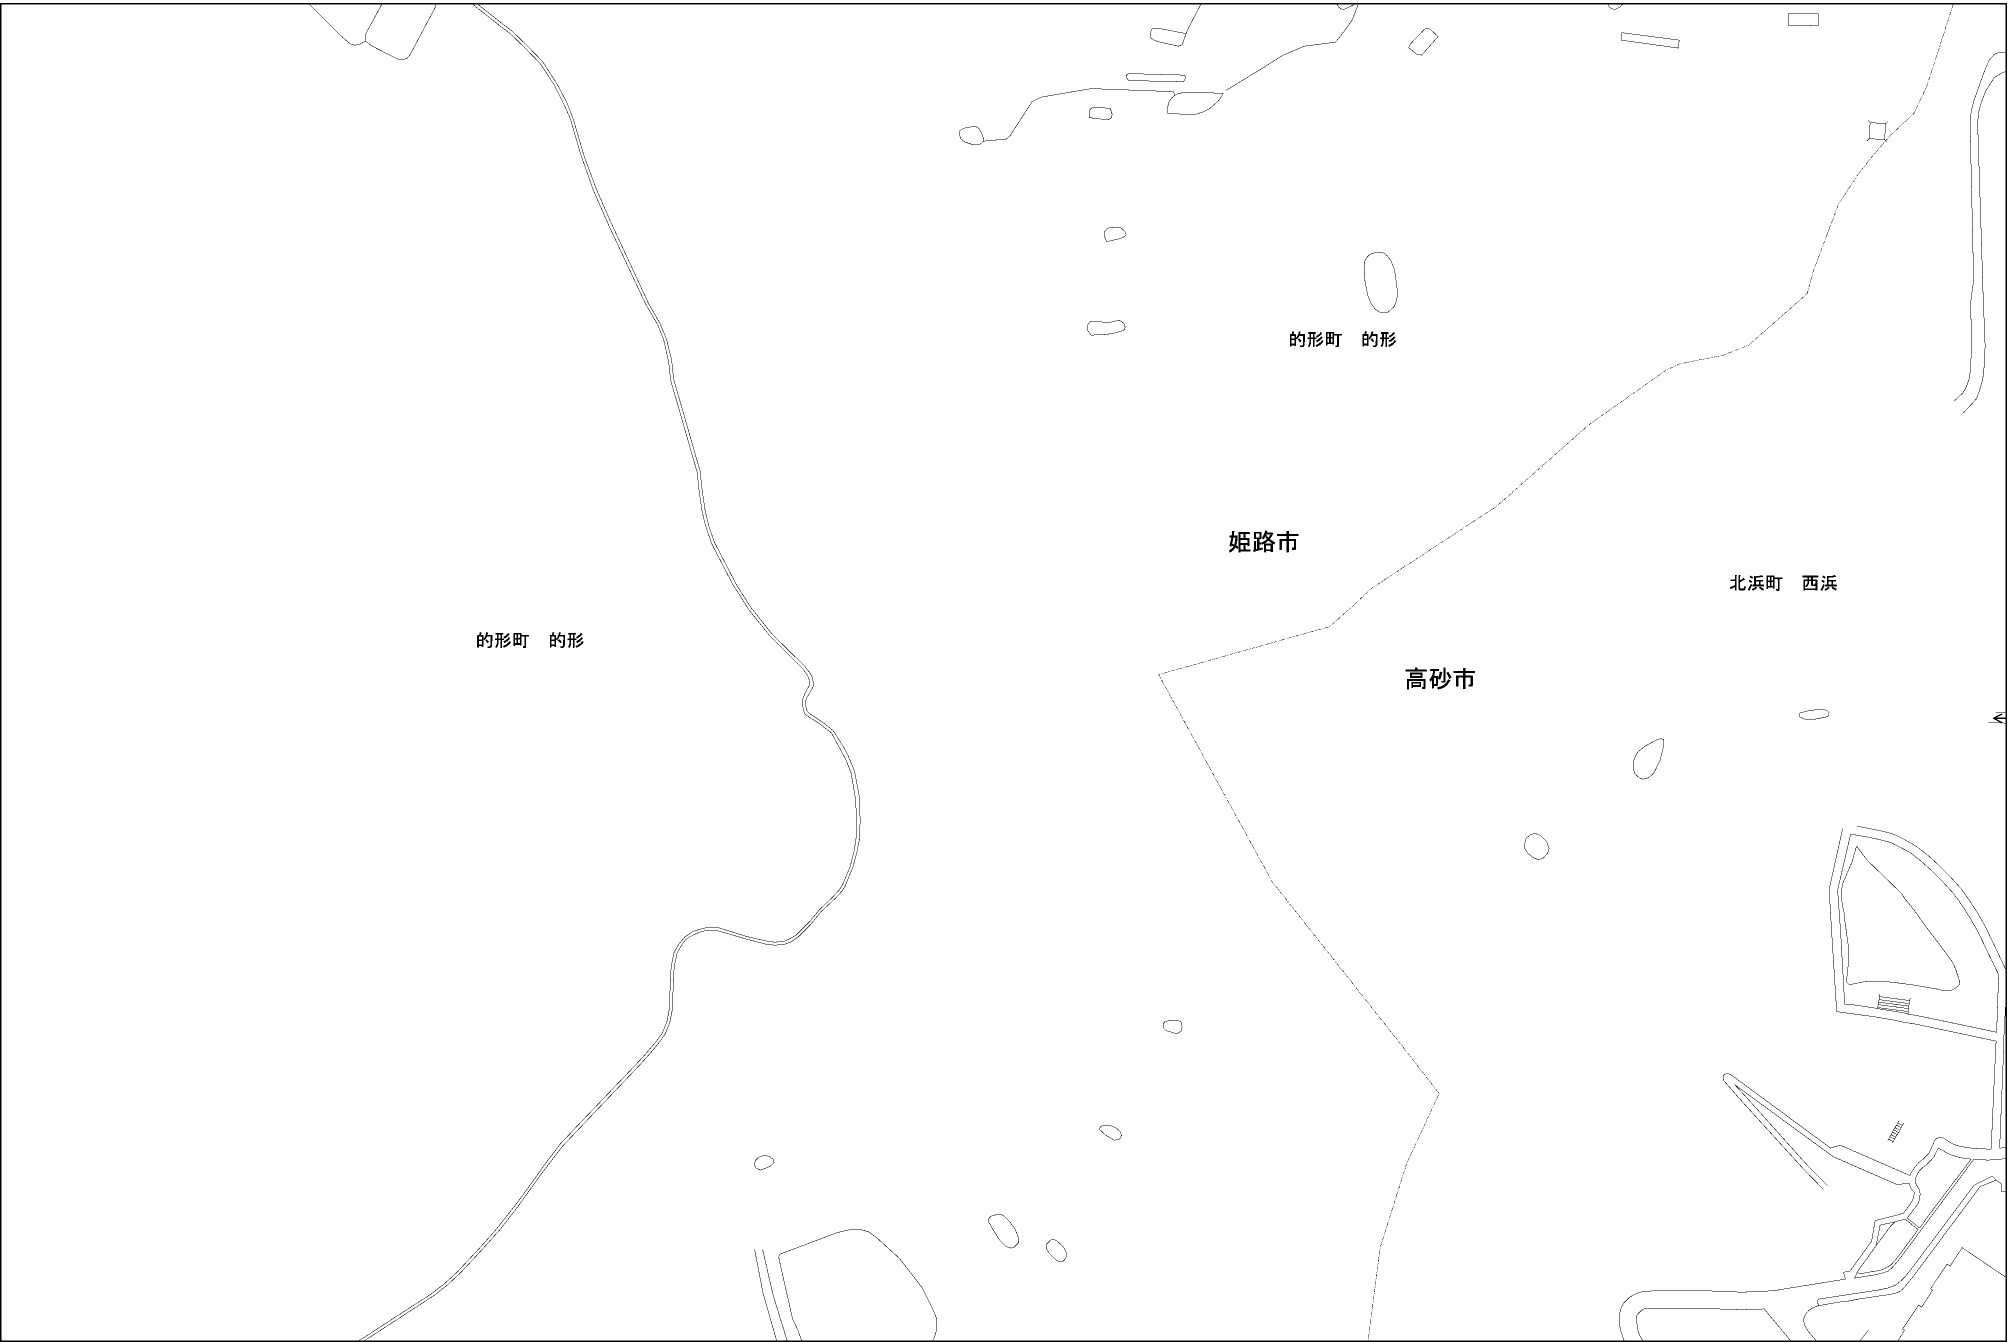 的形町　的形
姫路市
北浜町　西浜
的形町　的形
高砂市